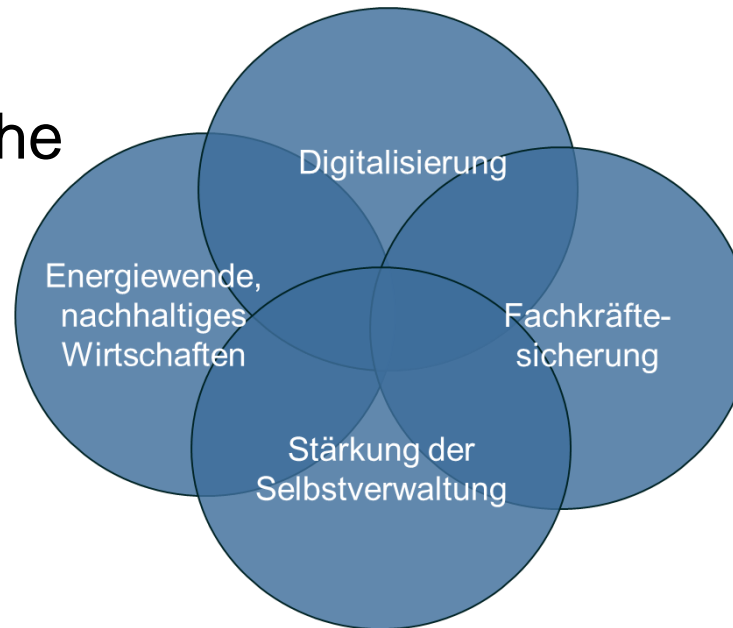 he
Digitalisierung
Energiewende,
nachhaltiges
Wirtschaften
Fachkräfte-
sicherung
Stärkung der
Selbstverwaltung